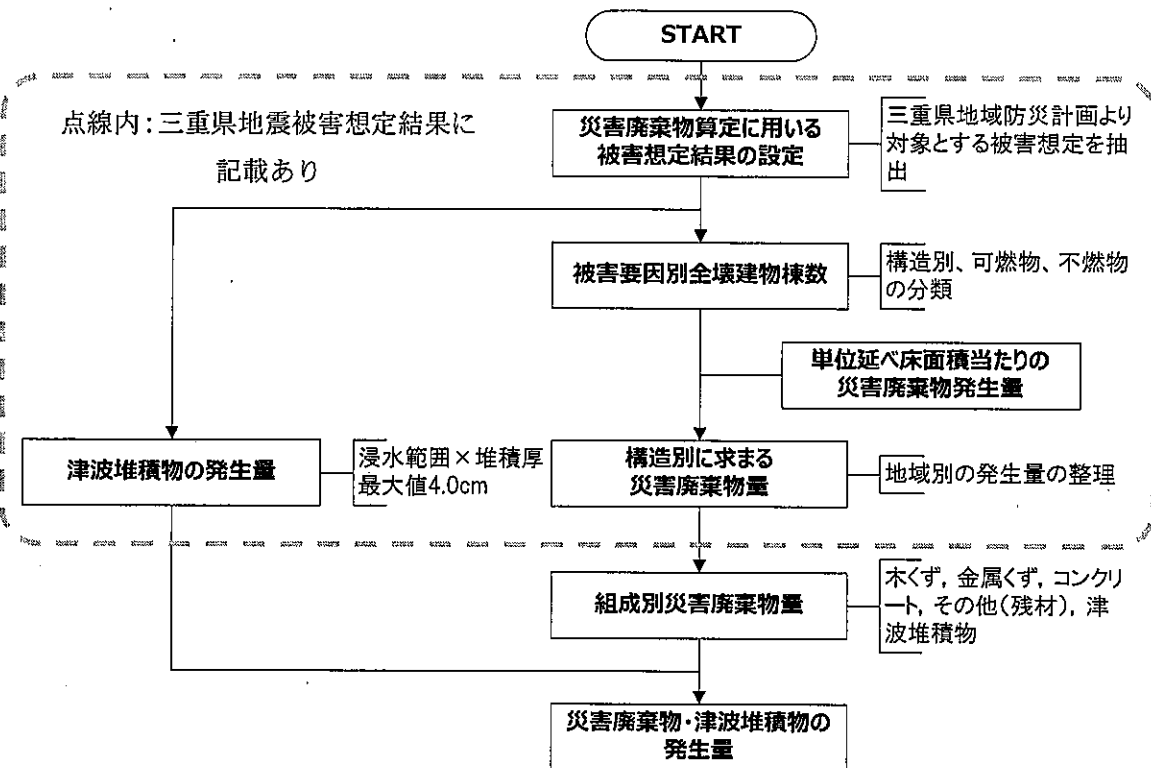 START
点線内:三重県地震被害想定結果に
記載あり
災害廃棄物算定に用いる
被害想定結果の設定
三重県地域防災計画より
対象とする被害想定を抽
出
被害要因別全壊建物棟数
構造別、可燃物、不燃物
の分類
単位延べ床面積当たりの
災害廃棄物発生量
津波堆積物の発生量
浸水範囲×堆積厚
最大値4.0cm
構造別に求まる
災害廃棄物量
地域別の発生量の整理
組成別災害廃棄物量
木くず, 金属くず, コンクリ
ート, その他(残材), 津
波堆積物
災害廃棄物・津波堆積物の
発生量